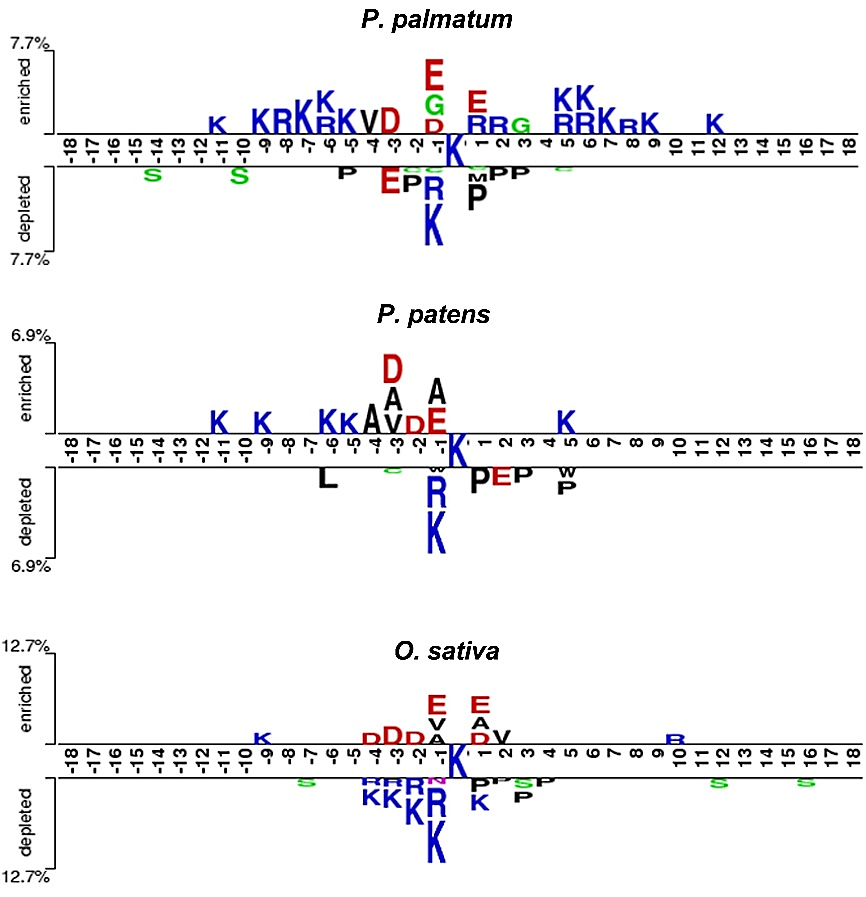 P. palmatum
7.7%
enriched
K K R K K R K V D E G D E R R G K R K R K R K K
-18 -17 -16 -15 -14 -13 -12 -11 -10 -9 -8 -7 -6 -5 -4 -3 -2 -1 K 1 2 3 4 5 6 7 8 9 10 11 12 13 14 15 16 17 18
S S P E P R K M P P P
depleted
7.7%
P. patens
6.9%
enriched
K K K K A D A V D A E K
-18 -17 -16 -15 -14 -13 -12 -11 -10 -9 -8 -7 -6 -5 -4 -3 -2 -1 K 1 2 3 4 5 6 7 8 9 10 11 12 13 14 15 16 17 18
L R K P E P W P
depleted
6.9%
O. sativa
12.7%
enriched
K D D D E V A E A D V R
-18 -17 -16 -15 -14 -13 -12 -11 -10 -9 -8 -7 -6 -5 -4 -3 -2 -1 K 1 2 3 4 5 6 7 8 9 10 11 12 13 14 15 16 17 18
S R K R K R K N R K P K P S P P S S
depleted
12.7%